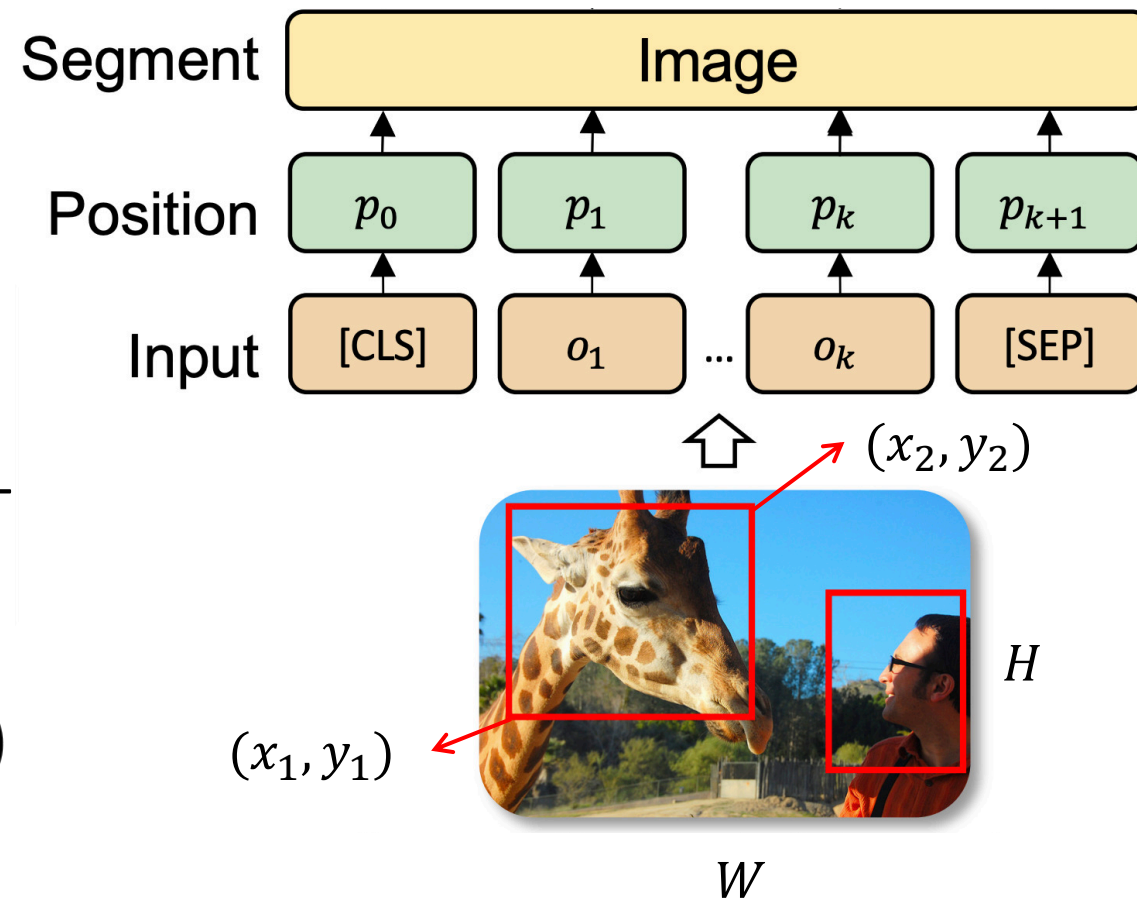 Segment Image
Position p₀ p₁ pₖ pₖ₊₁
Input [CLS] o₁ ... oₖ [SEP]
(x₂, y₂)
H
(x₁, y₁)
)
W